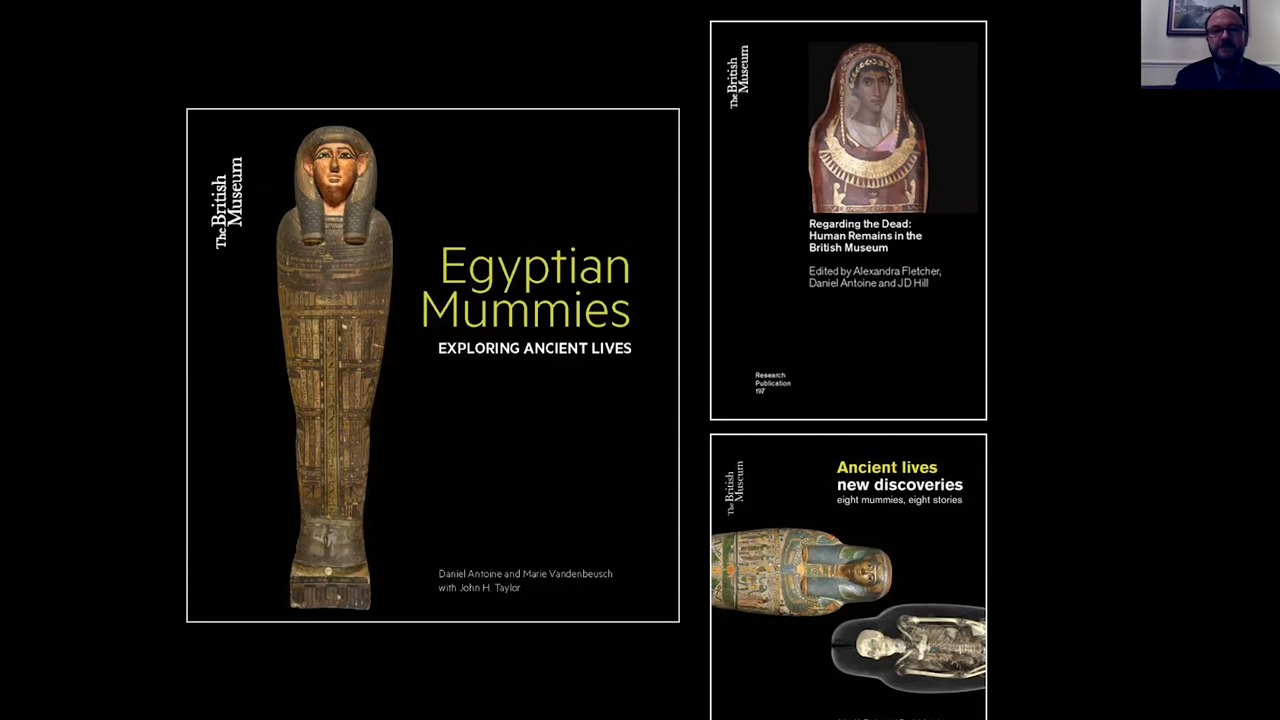 The British
Museum
Egyptian
Mummies
EXPLORING ANCIENT LIVES
Daniel Antoine and Marie Vandenbeusch
with John H. Taylor
The British
Museum
Regarding the Dead:
Human Remains in the
British Museum
Edited by Alexandra Fletcher,
Daniel Antoine and JD Hill
Research
Publication
197
The British
Museum
Ancient lives
new discoveries
eight mummies, eight stories